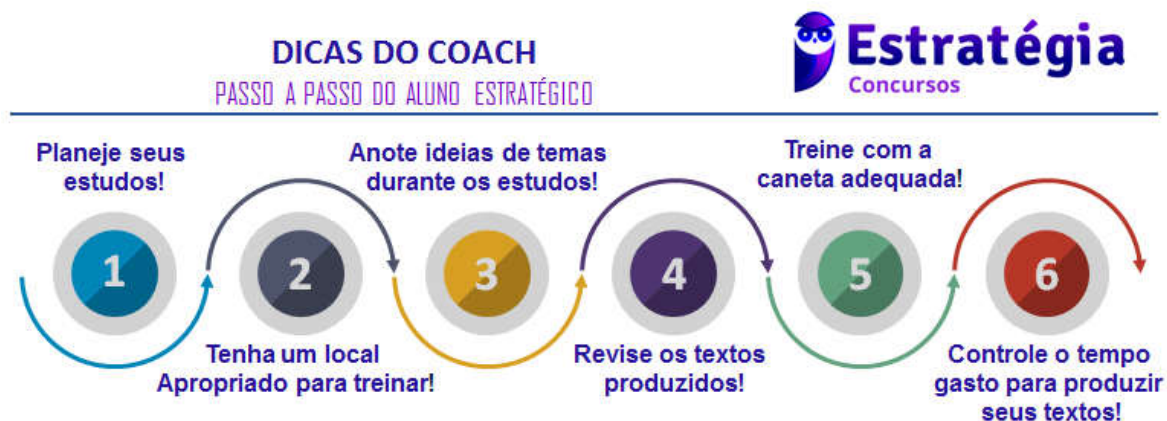 DICAS DO COACH
PASSO A PASSO DO ALUNO ESTRATÉGICO
Estratégia
Concursos
Planeje seus
estudos!
1
2
Tenha um local
Apropriado para treinar!
Anote ideias de temas
durante os estudos!
3
4
Revise os textos
produzidos!
Treine com a
caneta adequada!
5
6
Controle o tempo
gasto para produzir
seus textos!